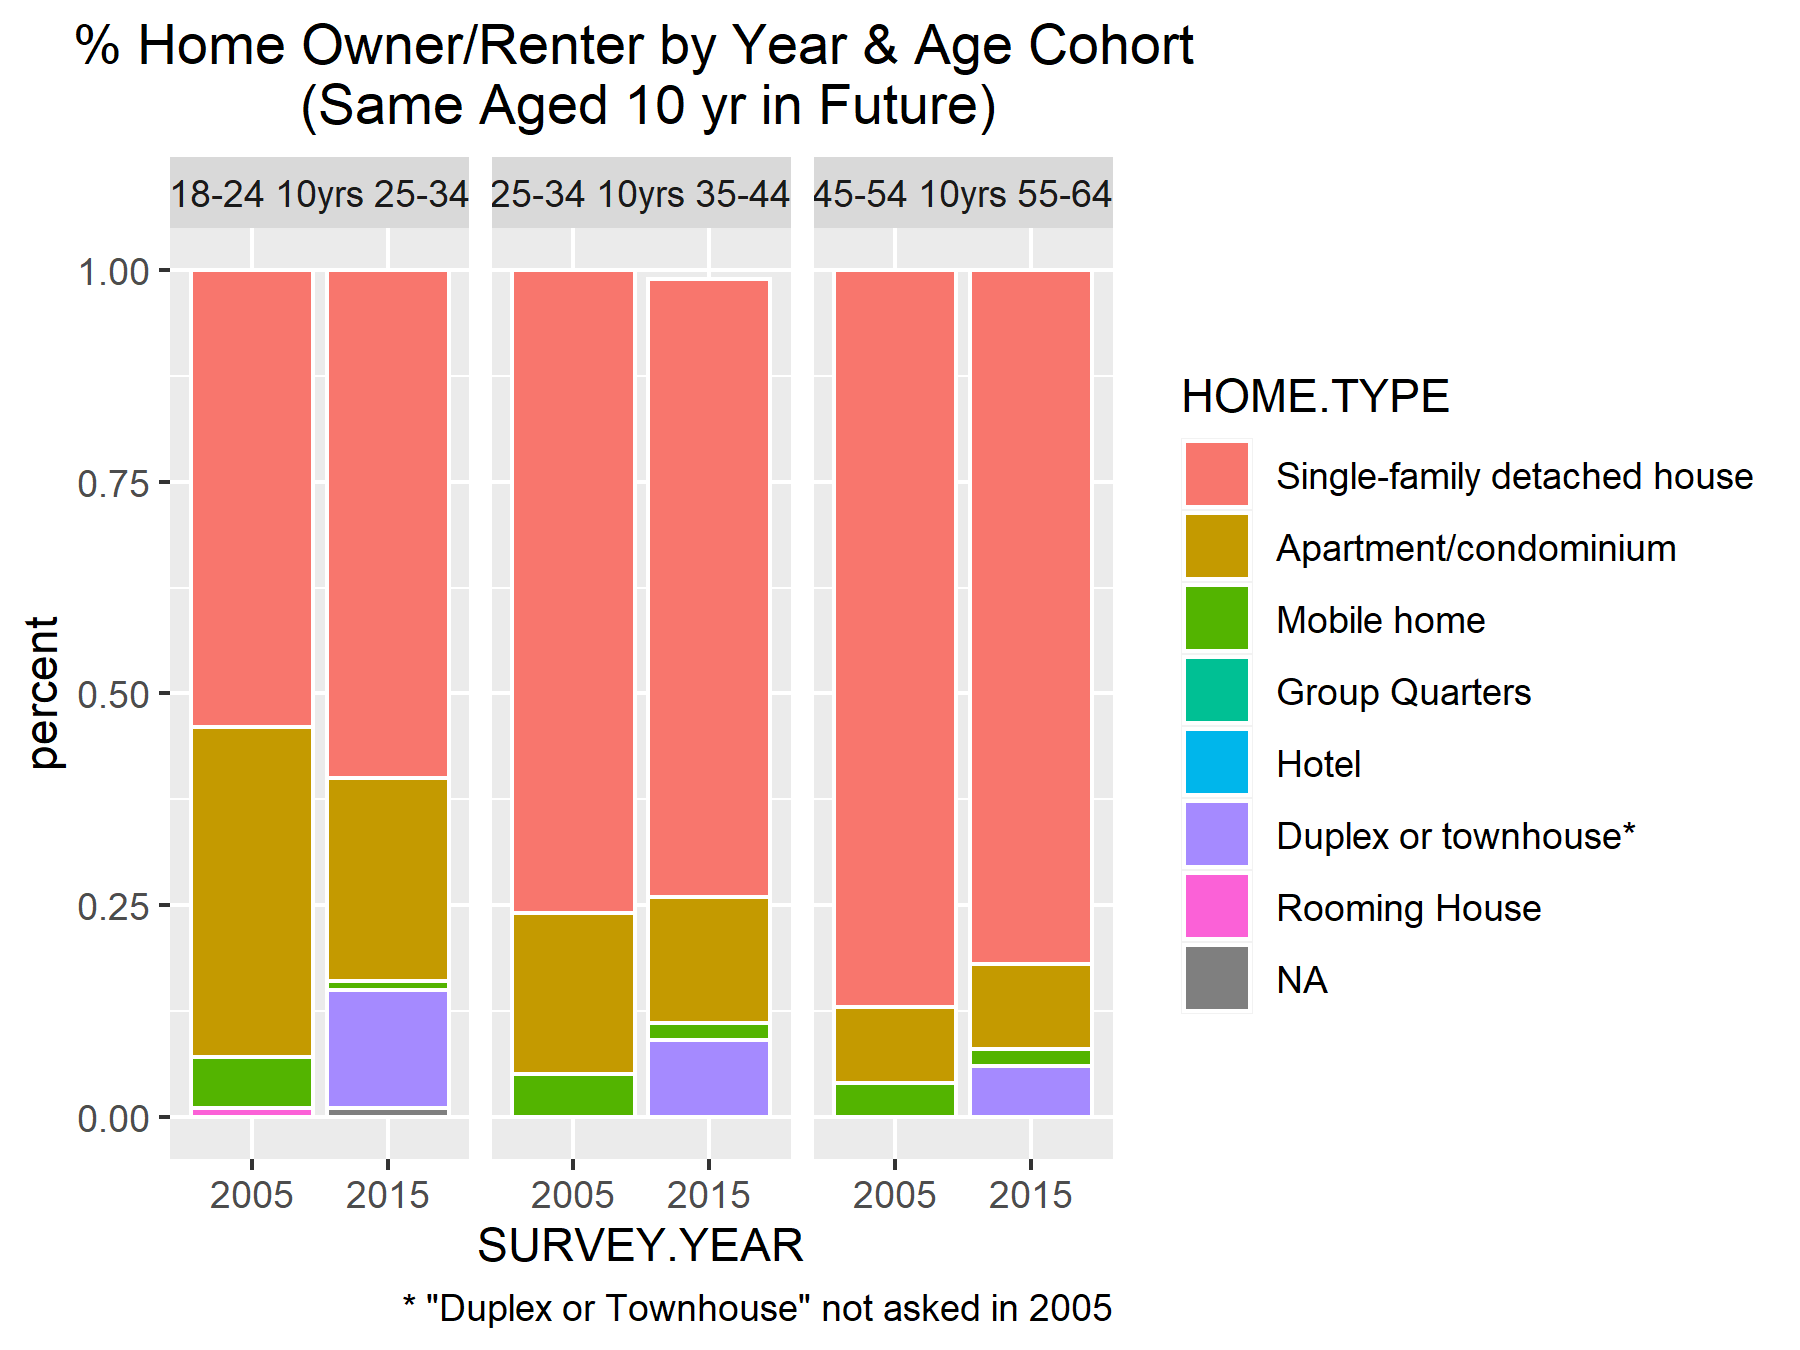 % Home Owner/Renter by Year & Age Cohort
(Same Aged 10 yr in Future)
18-24 10yrs 25-34
25-34 10yrs 35-44
45-54 10yrs 55-64
1.00
0.75
0.50
0.25
0.00
percent
2005
2015
2005
2015
2005
2015
SURVEY.YEAR
* "Duplex or Townhouse" not asked in 2005
HOME.TYPE
Single-family detached house
Apartment/condominium
Mobile home
Group Quarters
Hotel
Duplex or townhouse*
Rooming House
NA